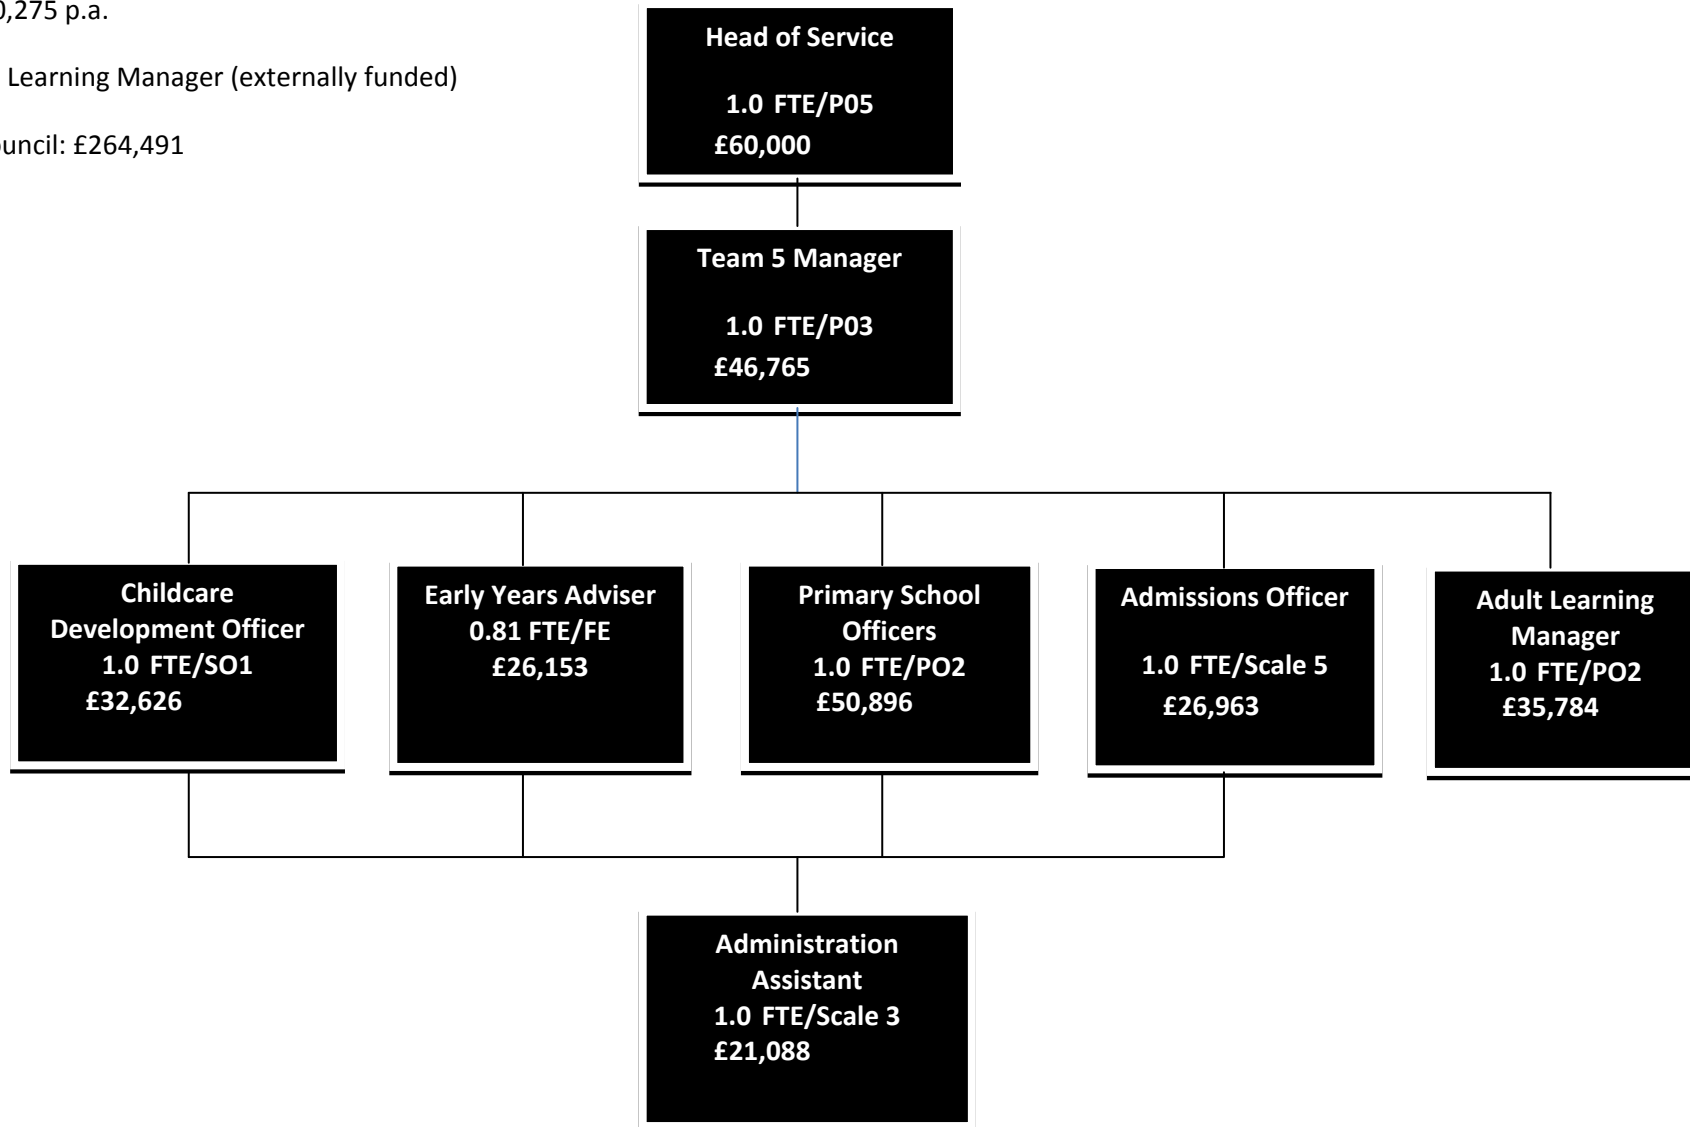 0,275 p.a.
Learning Manager (externally funded)
ouncil: £264,491
Head of Service
1.0 FTE/P05
£60,000
Team 5 Manager
1.0 FTE/P03
£46,765
Childcare
Development Officer
1.0 FTE/SO1
£32,626
Early Years Adviser
0.81 FTE/FE
£26,153
Primary School
Officers
1.0 FTE/PO2
£50,896
Admissions Officer
1.0 FTE/Scale 5
£26,963
Adult Learning
Manager
1.0 FTE/PO2
£35,784
Administration
Assistant
1.0 FTE/Scale 3
£21,088